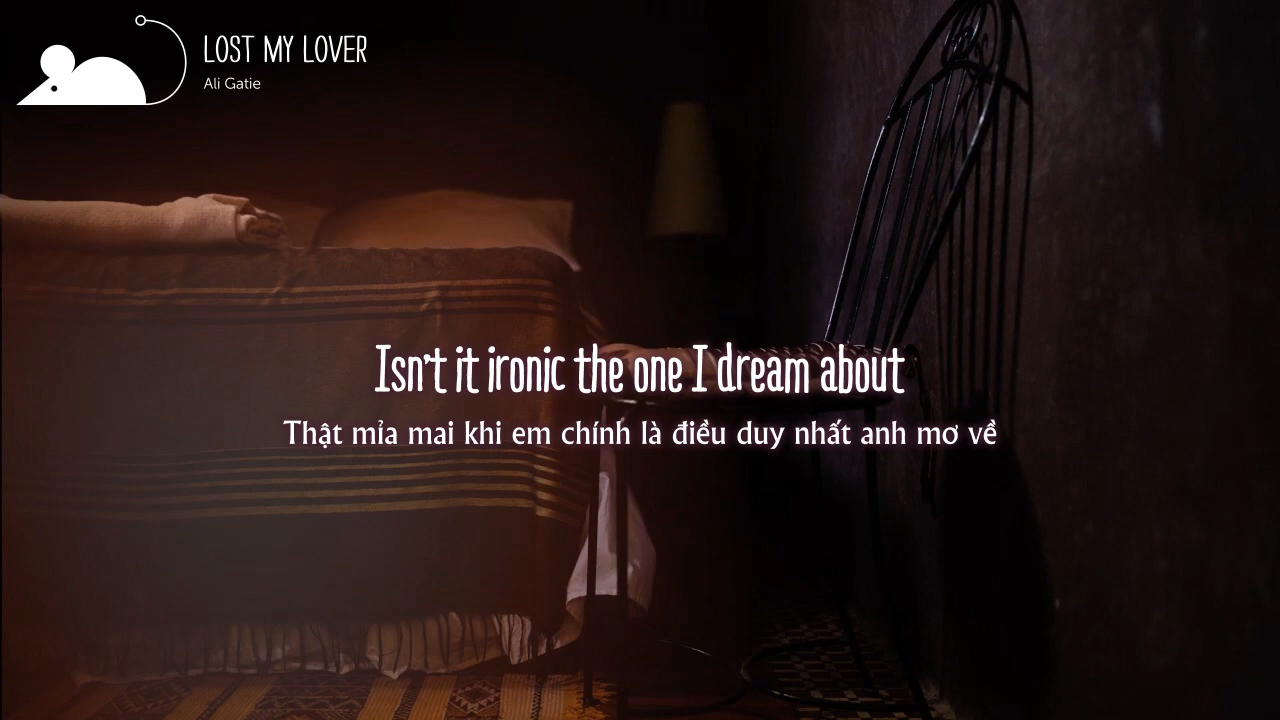 LOST MY LOVER
Ali Gatie
Isn't it ironic the one I dream about
Thật mỉa mai khi em chính là điều duy nhất anh mơ về